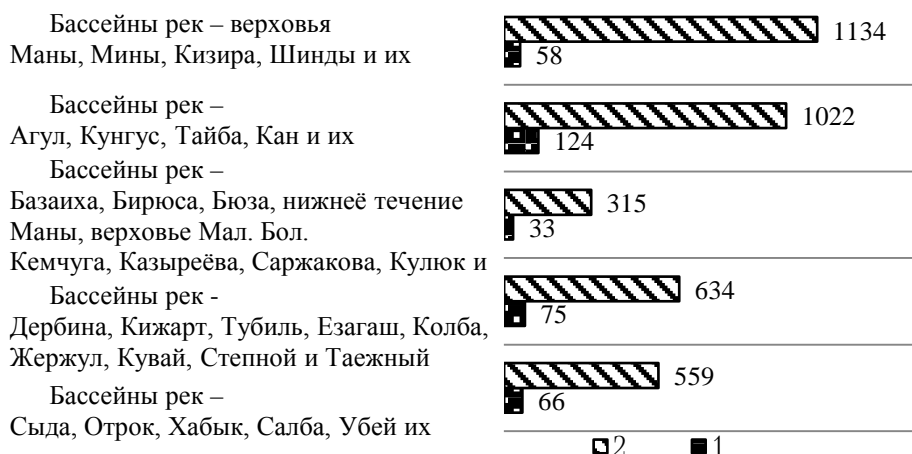 Бассейны рек – верховья
Маны, Мины, Кизира, Шинды и их
1134
58
Бассейны рек –
Агул, Кунгус, Тайба, Кан и их
1022
124
Бассейны рек –
Базаиха, Бирюса, Бюза, нижнеё течение
Маны, верховье Мал. Бол.
Кемчуга, Казыреёва, Саржакова, Кулюк и
315
33
Бассейны рек -
Дербина, Кижарт, Тубиль, Езагаш, Колба,
Жержул, Кувай, Степной и Таежный
634
75
Бассейны рек –
Сыда, Отрок, Хабык, Салба, Убей их
559
66
2 1